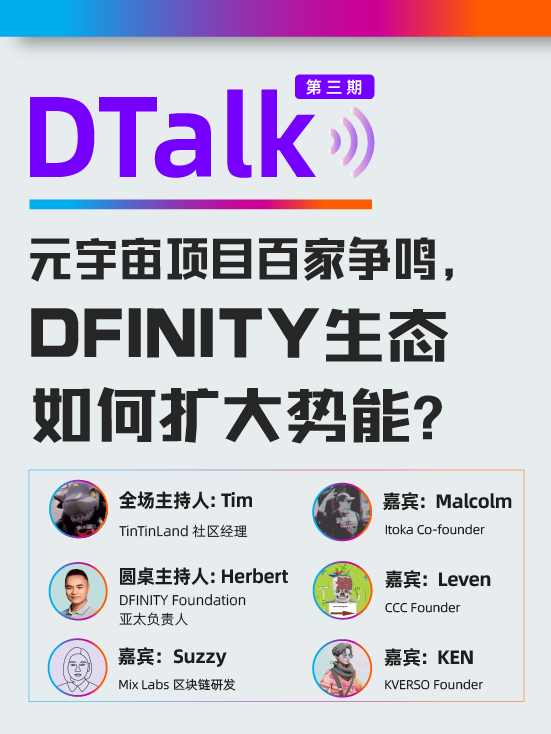 第三期
DTalk
元宇宙项目百家争鸣，
DFINITY生态
如何扩大势能？
全场主持人: Tim
TinTinLand 社区经理
嘉宾：Malcolm
Itoka Co-founder
圆桌主持人: Herbert
DFINITY Foundation
亚太负责人
嘉宾：Leven
CCC Founder
嘉宾：Suzzy
Mix Labs 区块链研发
嘉宾：KEN
KVERSO Founder